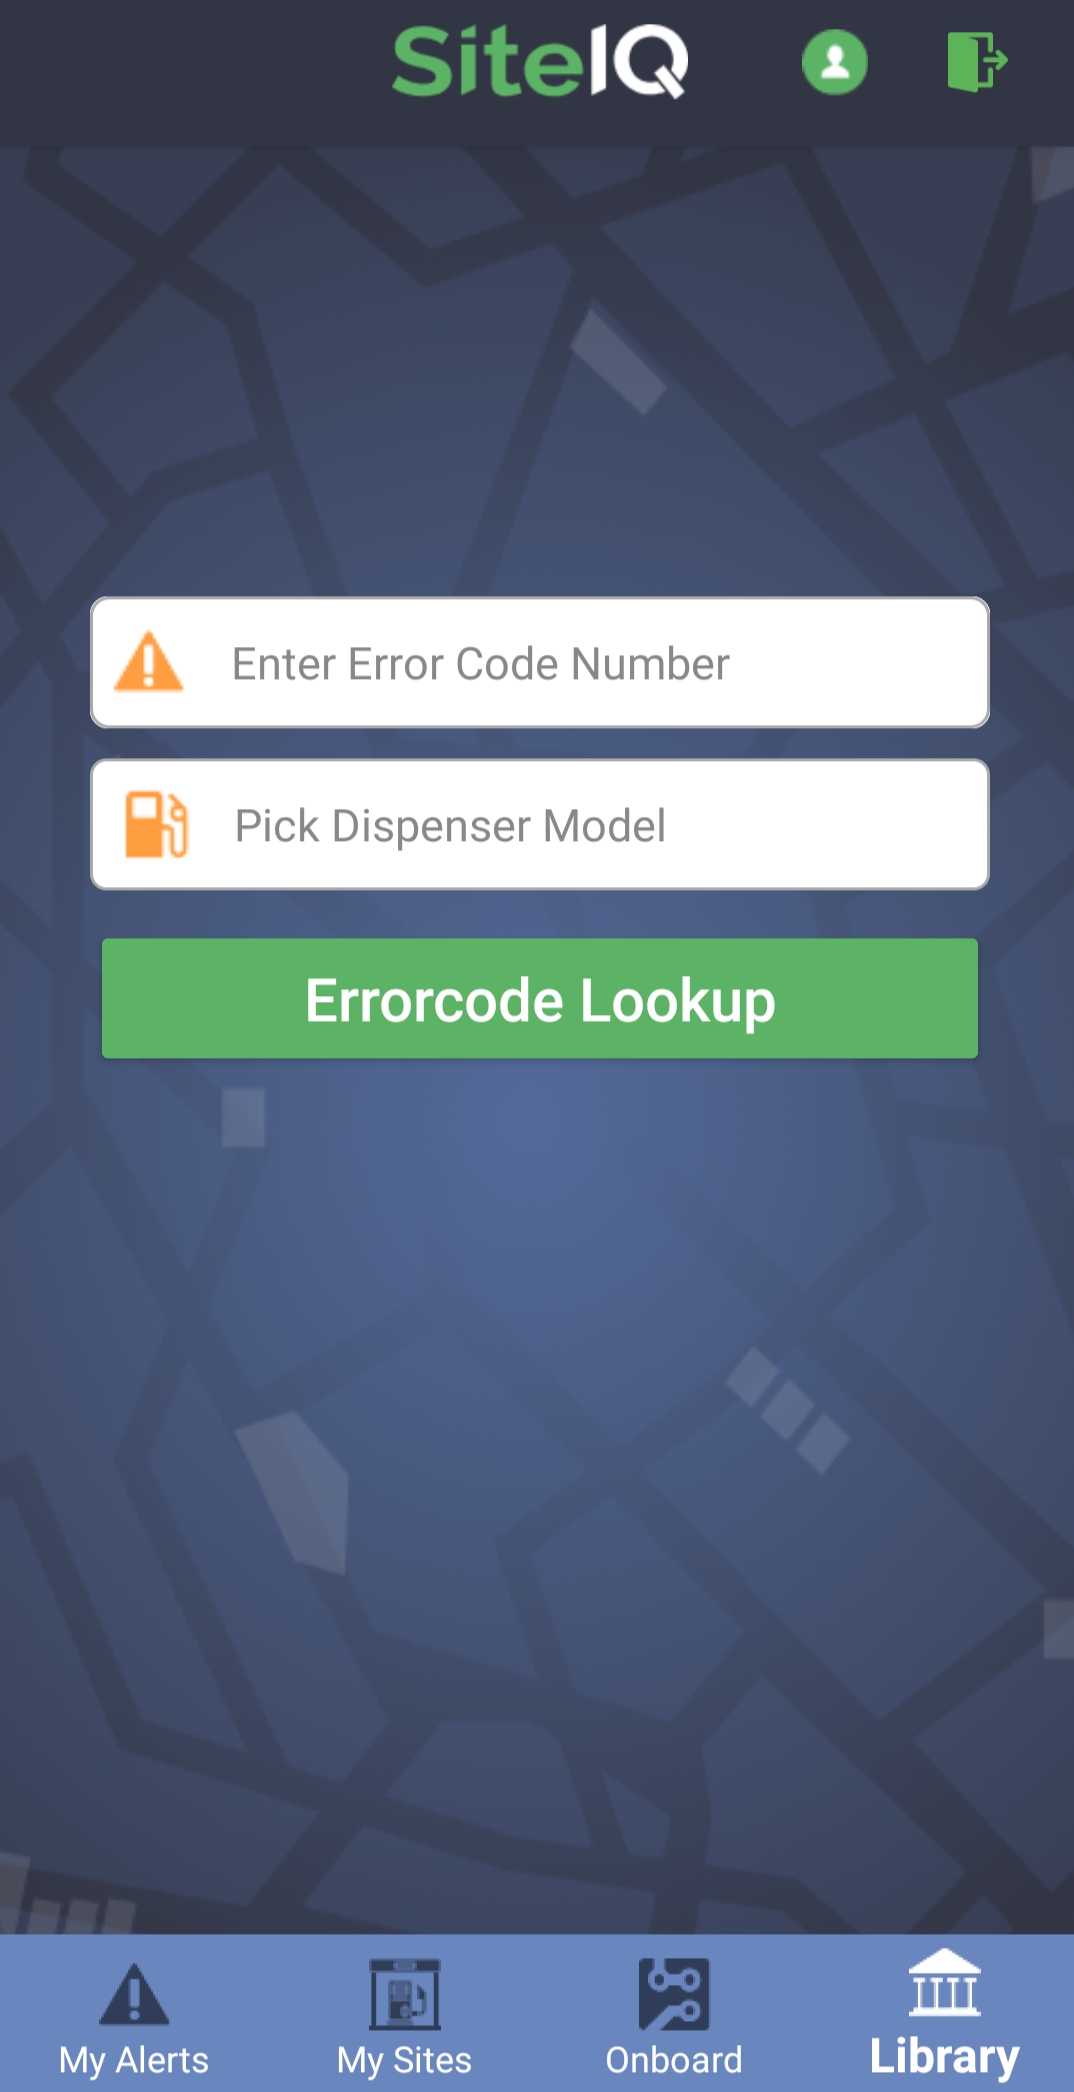 SiteIQ
Enter Error Code Number
Pick Dispenser Model
Errorcode Lookup
My Alerts
My Sites
Onboard
Library